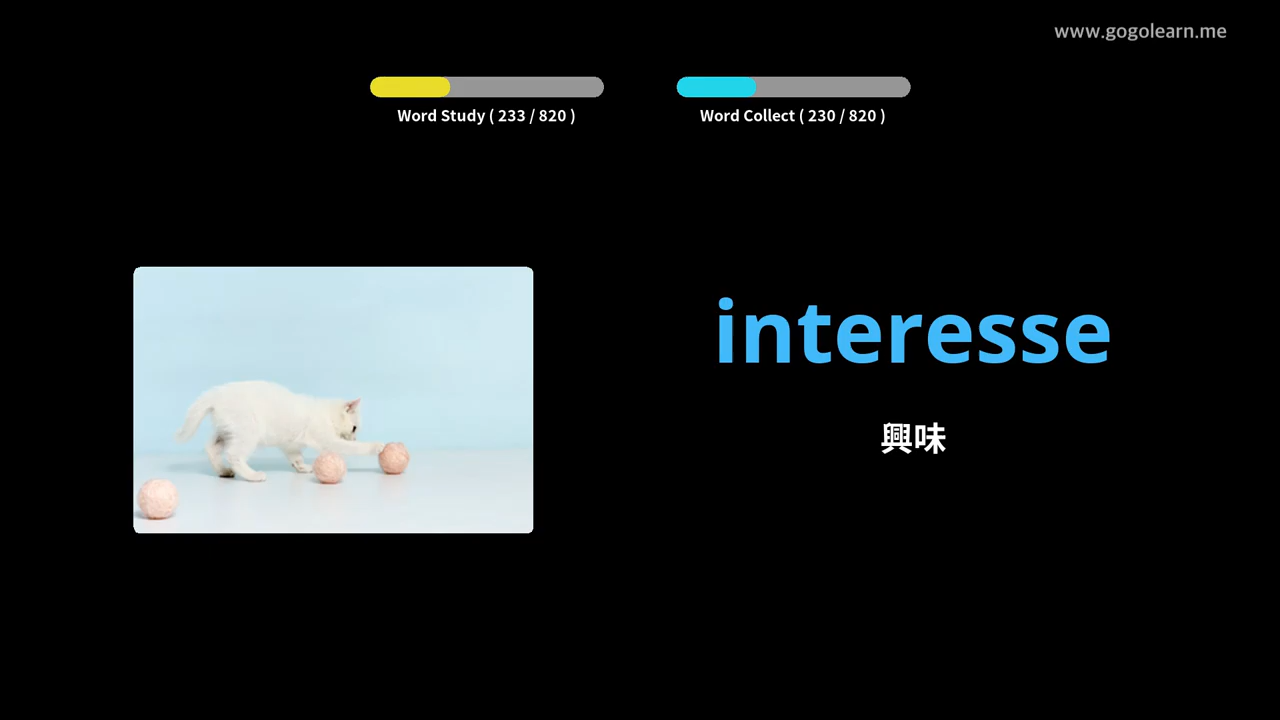 www.gogolearn.me
Word Study ( 233 / 820 )
Word Collect ( 230 / 820 )
interesse
興味